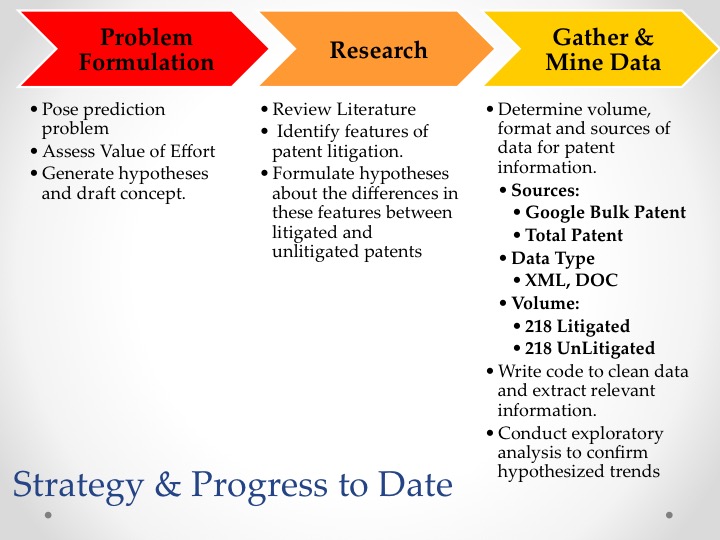 Problem
Formulation
• Pose prediction
problem
• Assess Value of Effort
• Generate hypotheses
and draft concept.
Research
• Review Literature
• Identify features of
patent litigation.
• Formulate hypotheses
about the differences in
these features between
litigated and
unlitigated patents
Gather &
Mine Data
• Determine volume,
format and sources of
data for patent
information.
• Sources:
• Google Bulk Patent
• Total Patent
• Data Type
• XML, DOC
• Volume:
• 218 Litigated
• 218 UnLitigated
• Write code to clean data
and extract relevant
information.
• Conduct exploratory
analysis to confirm
hypothesized trends
Strategy & Progress to Date